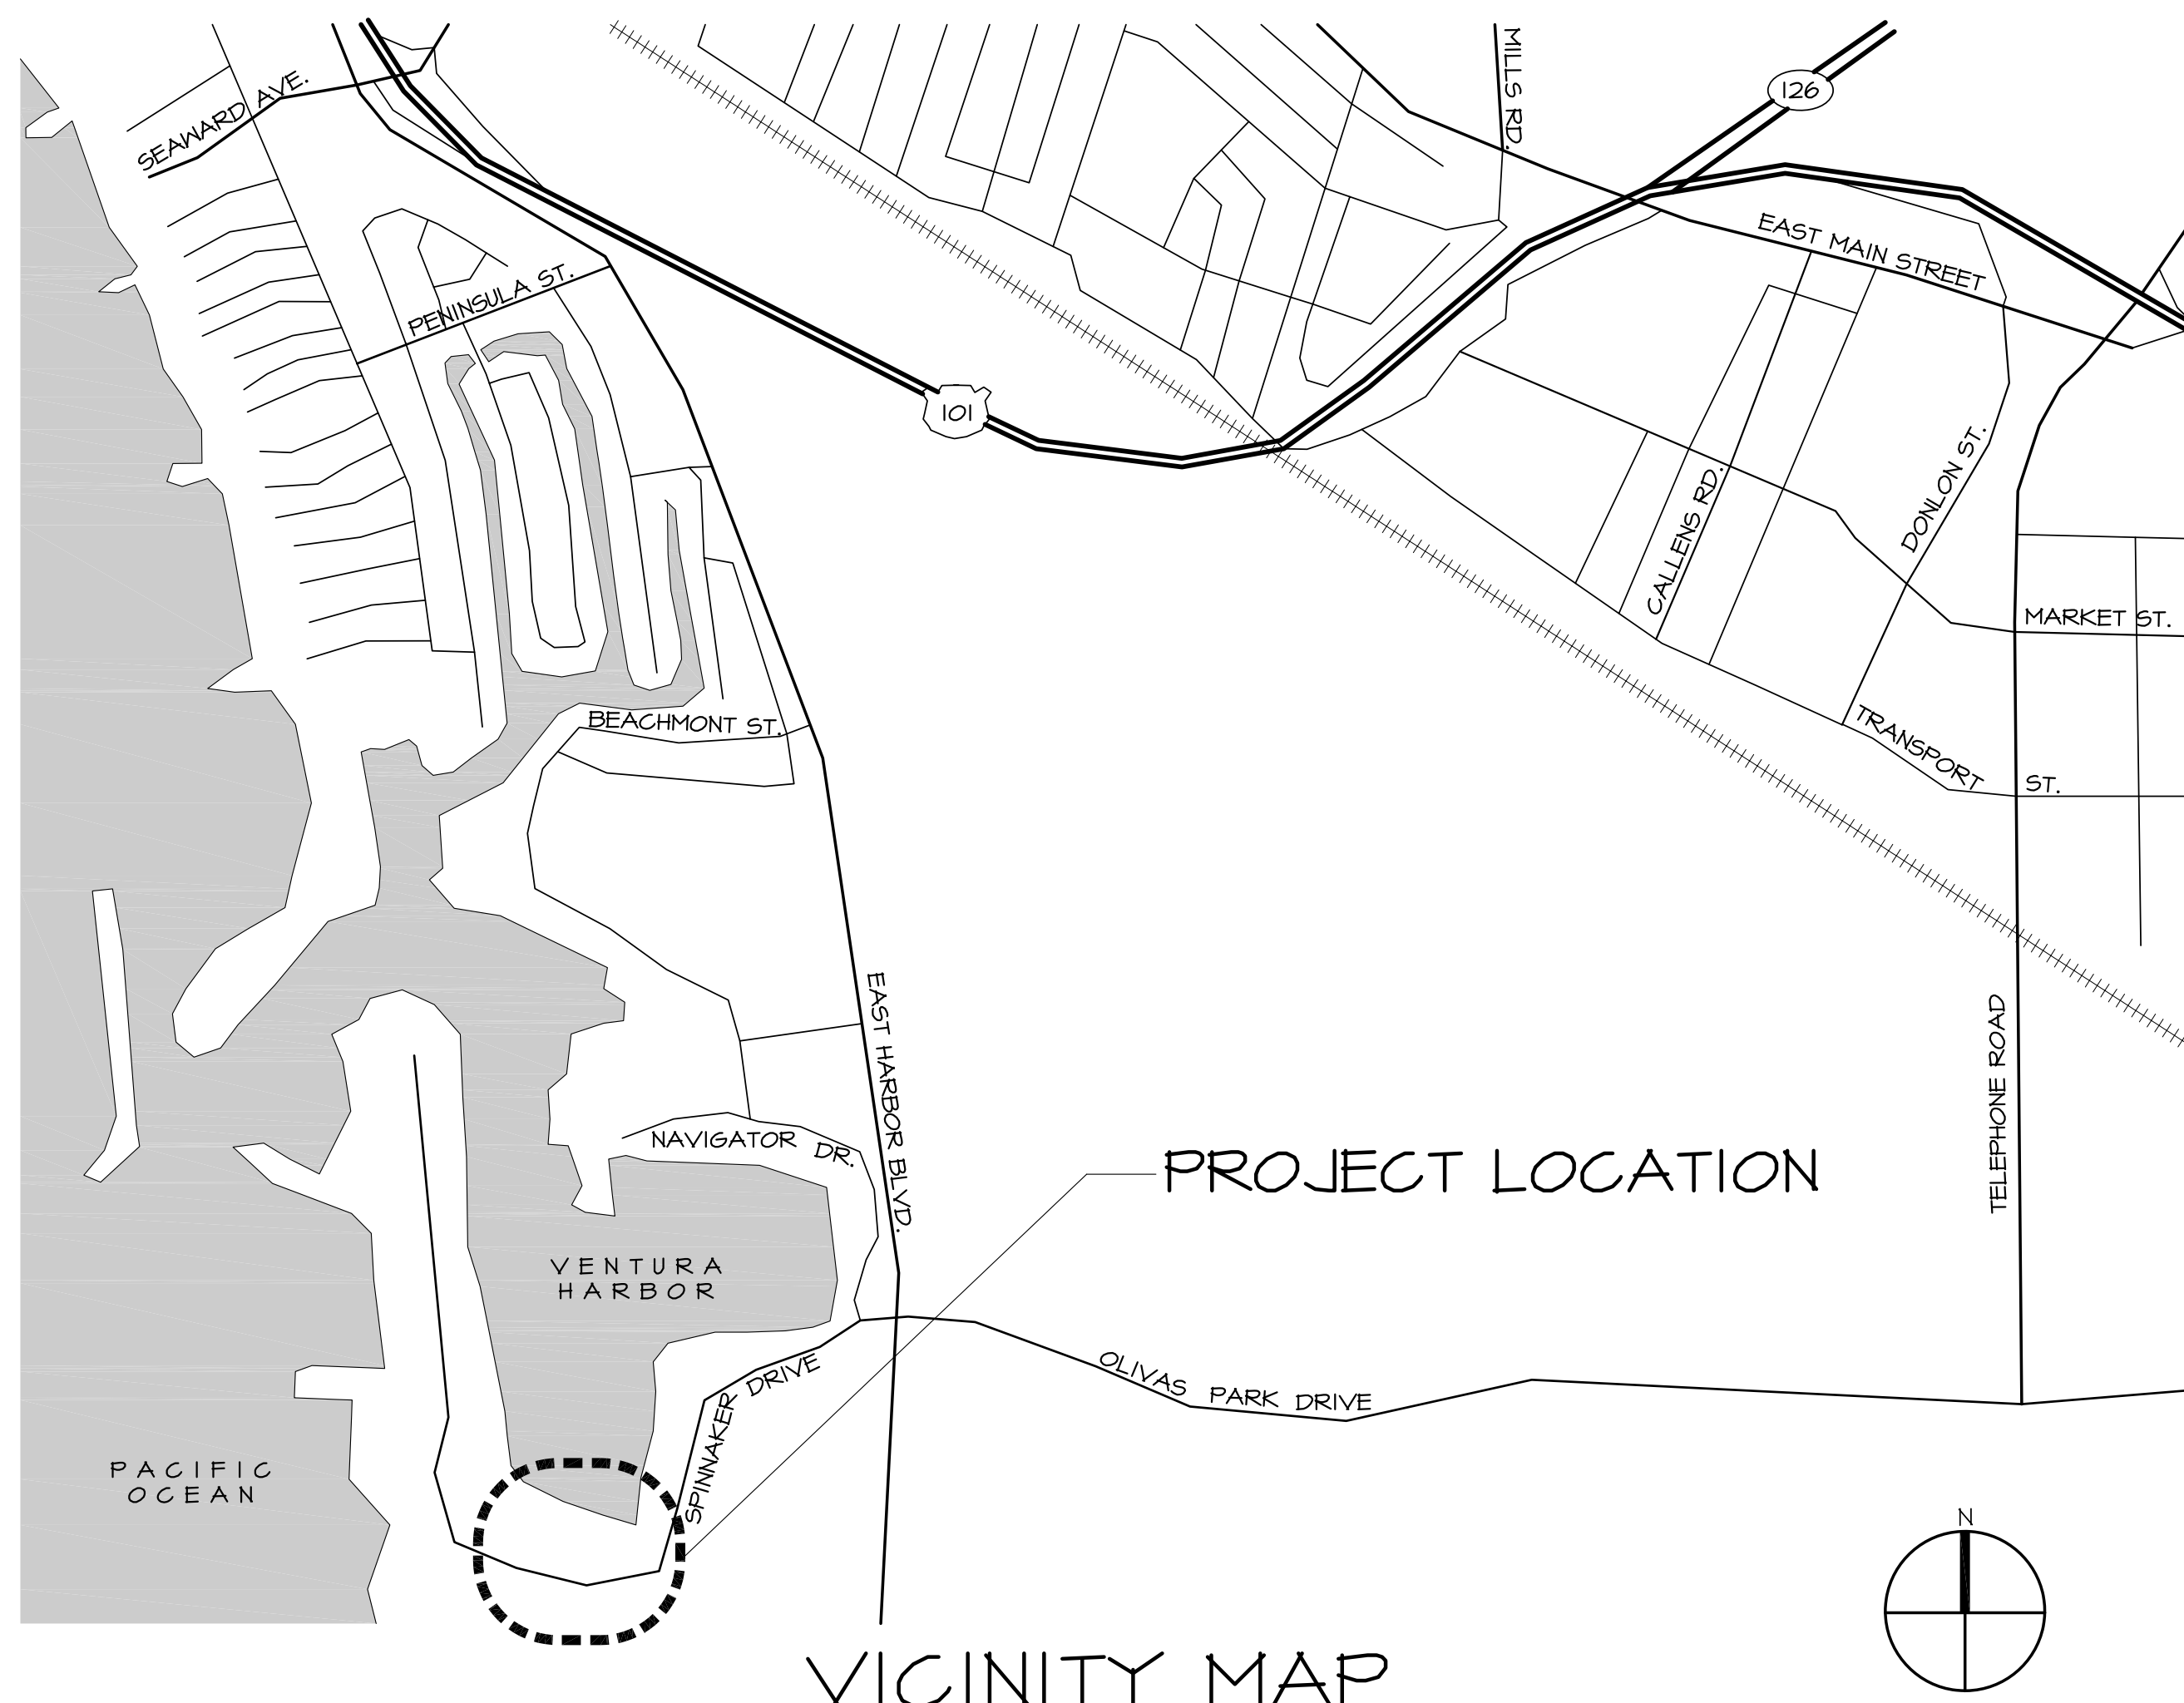 MILLS RD.
126
SEAWARD AVE.
EAST MAIN STREET
PENINSULA ST.
101
CALLENS RD.
DONLON ST.
MARKET ST.
BEACHMONT ST.
TRANSPORT ST.
EAST HARBOR BLVD.
TELEPHONE ROAD
NAVIGATOR DR.
PROJECT LOCATION
VENTURA
HARBOR
SPINNAKER DRIVE
OLIVAS PARK DRIVE
PACIFIC
OCEAN
N
VICINITY MAP